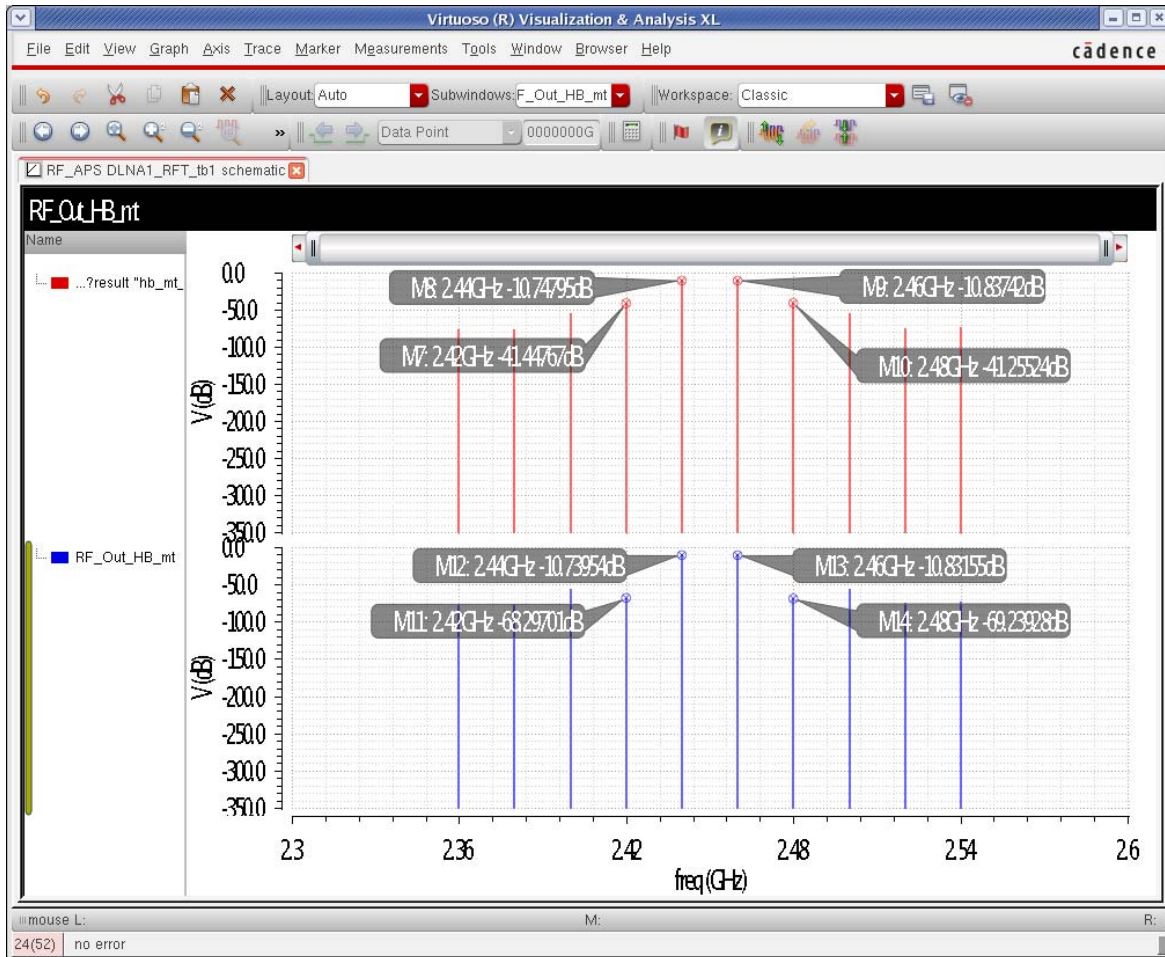 Virtuoso (R) Visualization & Analysis XL
File Edit View Graph Axis Trace Marker Measurements Tools Window Browser Help
cādence
Layout: Auto Subwindows: F_Out_HB_mt Workspace: Classic
» Data Point 0000000G
RF_APS DLNA1_RFT_tb1 schematic
RF_Out_HB_mt
Name
...?result "hb_mt_
RF_Out_HB_mt
0.0
-50.0
-100.0
-150.0
-200.0
-250.0
-300.0
-350.0
V (dB)
M8: 2.44GHz -10.74795dB
M9: 2.46GHz -10.83742dB
M7: 2.42GHz -41.44767dB
M10: 2.48GHz -41.25524dB
0.0
-50.0
-100.0
-150.0
-200.0
-250.0
-300.0
-350.0
V (dB)
M12: 2.44GHz -10.73954dB
M13: 2.46GHz -10.83155dB
M11: 2.42GHz -68.29701dB
M14: 2.48GHz -69.23928dB
2.3 2.36 2.42 2.48 2.54 2.6
freq (GHz)
mouse L: M: R:
24(52) no error